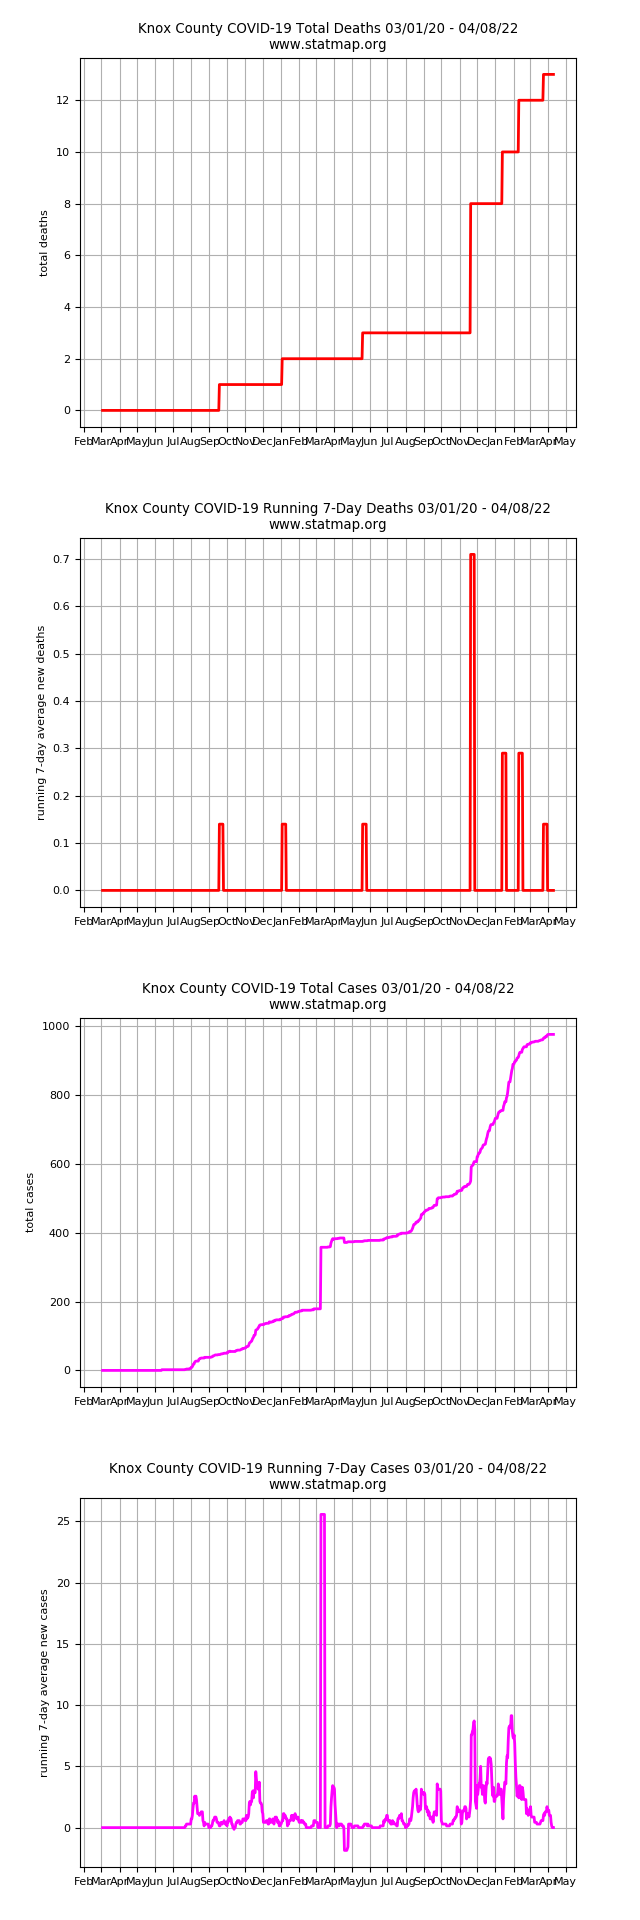 Knox County COVID-19 Total Deaths 03/01/20 - 04/08/22
www.statmap.org
12
10
8
6
4
2
0
total deaths
Feb Mar Apr May Jun Jul Aug Sep Oct Nov Dec Jan Feb Mar Apr May Jun Jul Aug Sep Oct Nov Dec Jan Feb Mar Apr May
Knox County COVID-19 Running 7-Day Deaths 03/01/20 - 04/08/22
www.statmap.org
0.7
0.6
0.5
0.4
0.3
0.2
0.1
0.0
running 7-day average new deaths
Feb Mar Apr May Jun Jul Aug Sep Oct Nov Dec Jan Feb Mar Apr May Jun Jul Aug Sep Oct Nov Dec Jan Feb Mar Apr May
Knox County COVID-19 Total Cases 03/01/20 - 04/08/22
www.statmap.org
1000
800
600
400
200
0
total cases
Feb Mar Apr May Jun Jul Aug Sep Oct Nov Dec Jan Feb Mar Apr May Jun Jul Aug Sep Oct Nov Dec Jan Feb Mar Apr May
Knox County COVID-19 Running 7-Day Cases 03/01/20 - 04/08/22
www.statmap.org
25
20
15
10
5
0
running 7-day average new cases
Feb Mar Apr May Jun Jul Aug Sep Oct Nov Dec Jan Feb Mar Apr May Jun Jul Aug Sep Oct Nov Dec Jan Feb Mar Apr May